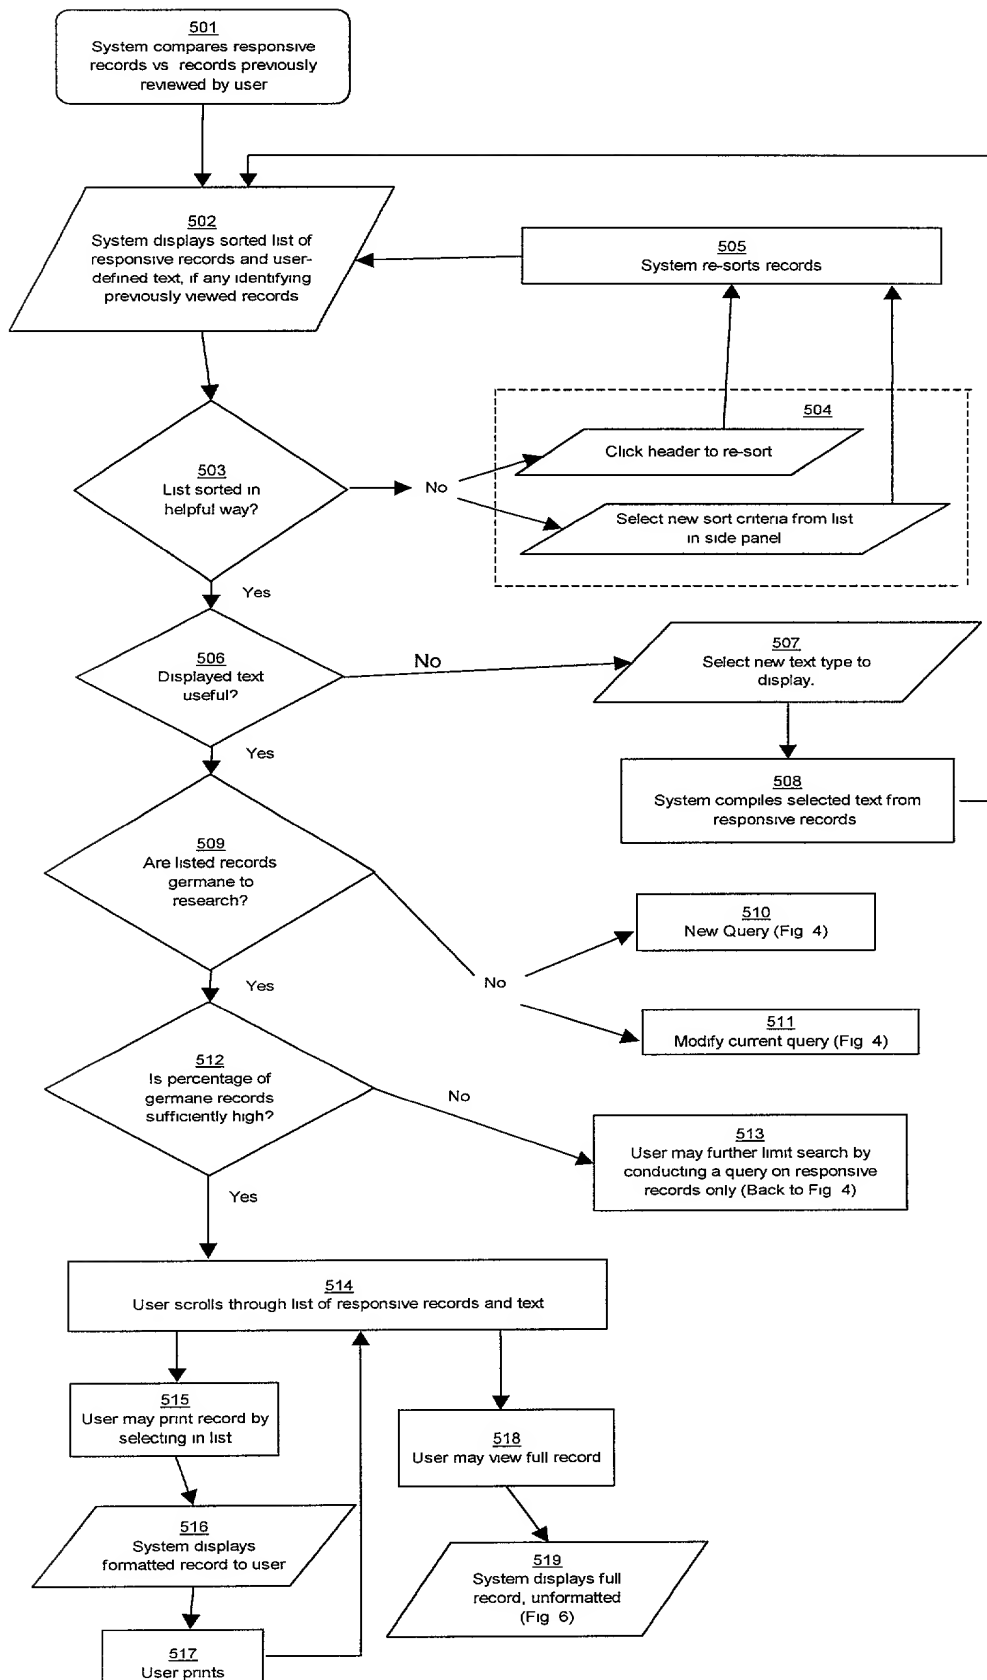 501
System compares responsive
records vs records previously
reviewed by user
502
System displays sorted list of
responsive records and user-
defined text, if any identifying
previously viewed records
505
System re-sorts records
504
Click header to re-sort
503
List sorted in
helpful way?
No
Select new sort criteria from list
in side panel
Yes
506
Displayed text
useful?
No
507
Select new text type to
display.
Yes
508
System compiles selected text from
responsive records
509
Are listed records
germane to
research?
510
New Query (Fig 4)
No
Yes
511
Modify current query (Fig 4)
512
Is percentage of
germane records
sufficiently high?
No
513
User may further limit search by
conducting a query on responsive
records only (Back to Fig 4)
Yes
514
User scrolls through list of responsive records and text
515
User may print record by
selecting in list
518
User may view full record
516
System displays
formatted record to user
519
System displays full
record, unformatted
(Fig 6)
517
User prints